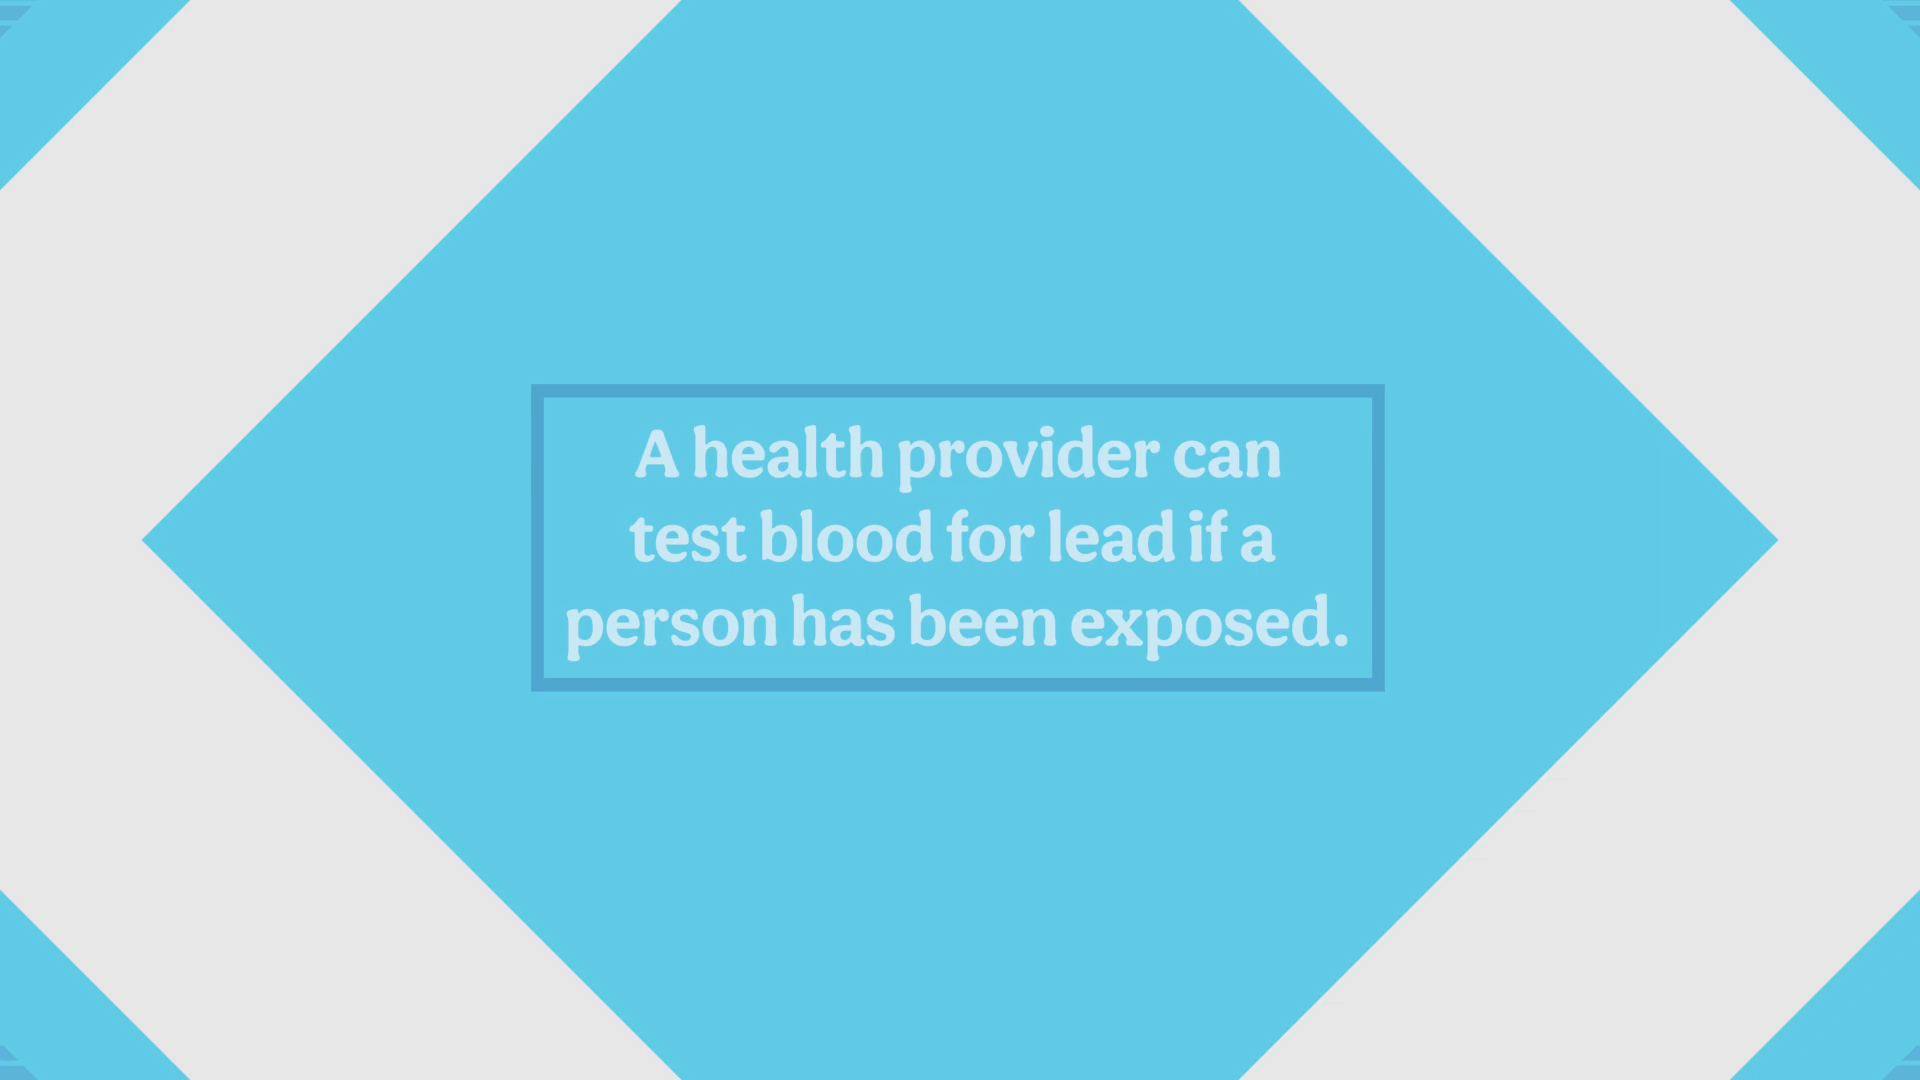 A health provider can
test blood for lead if a
person has been exposed.